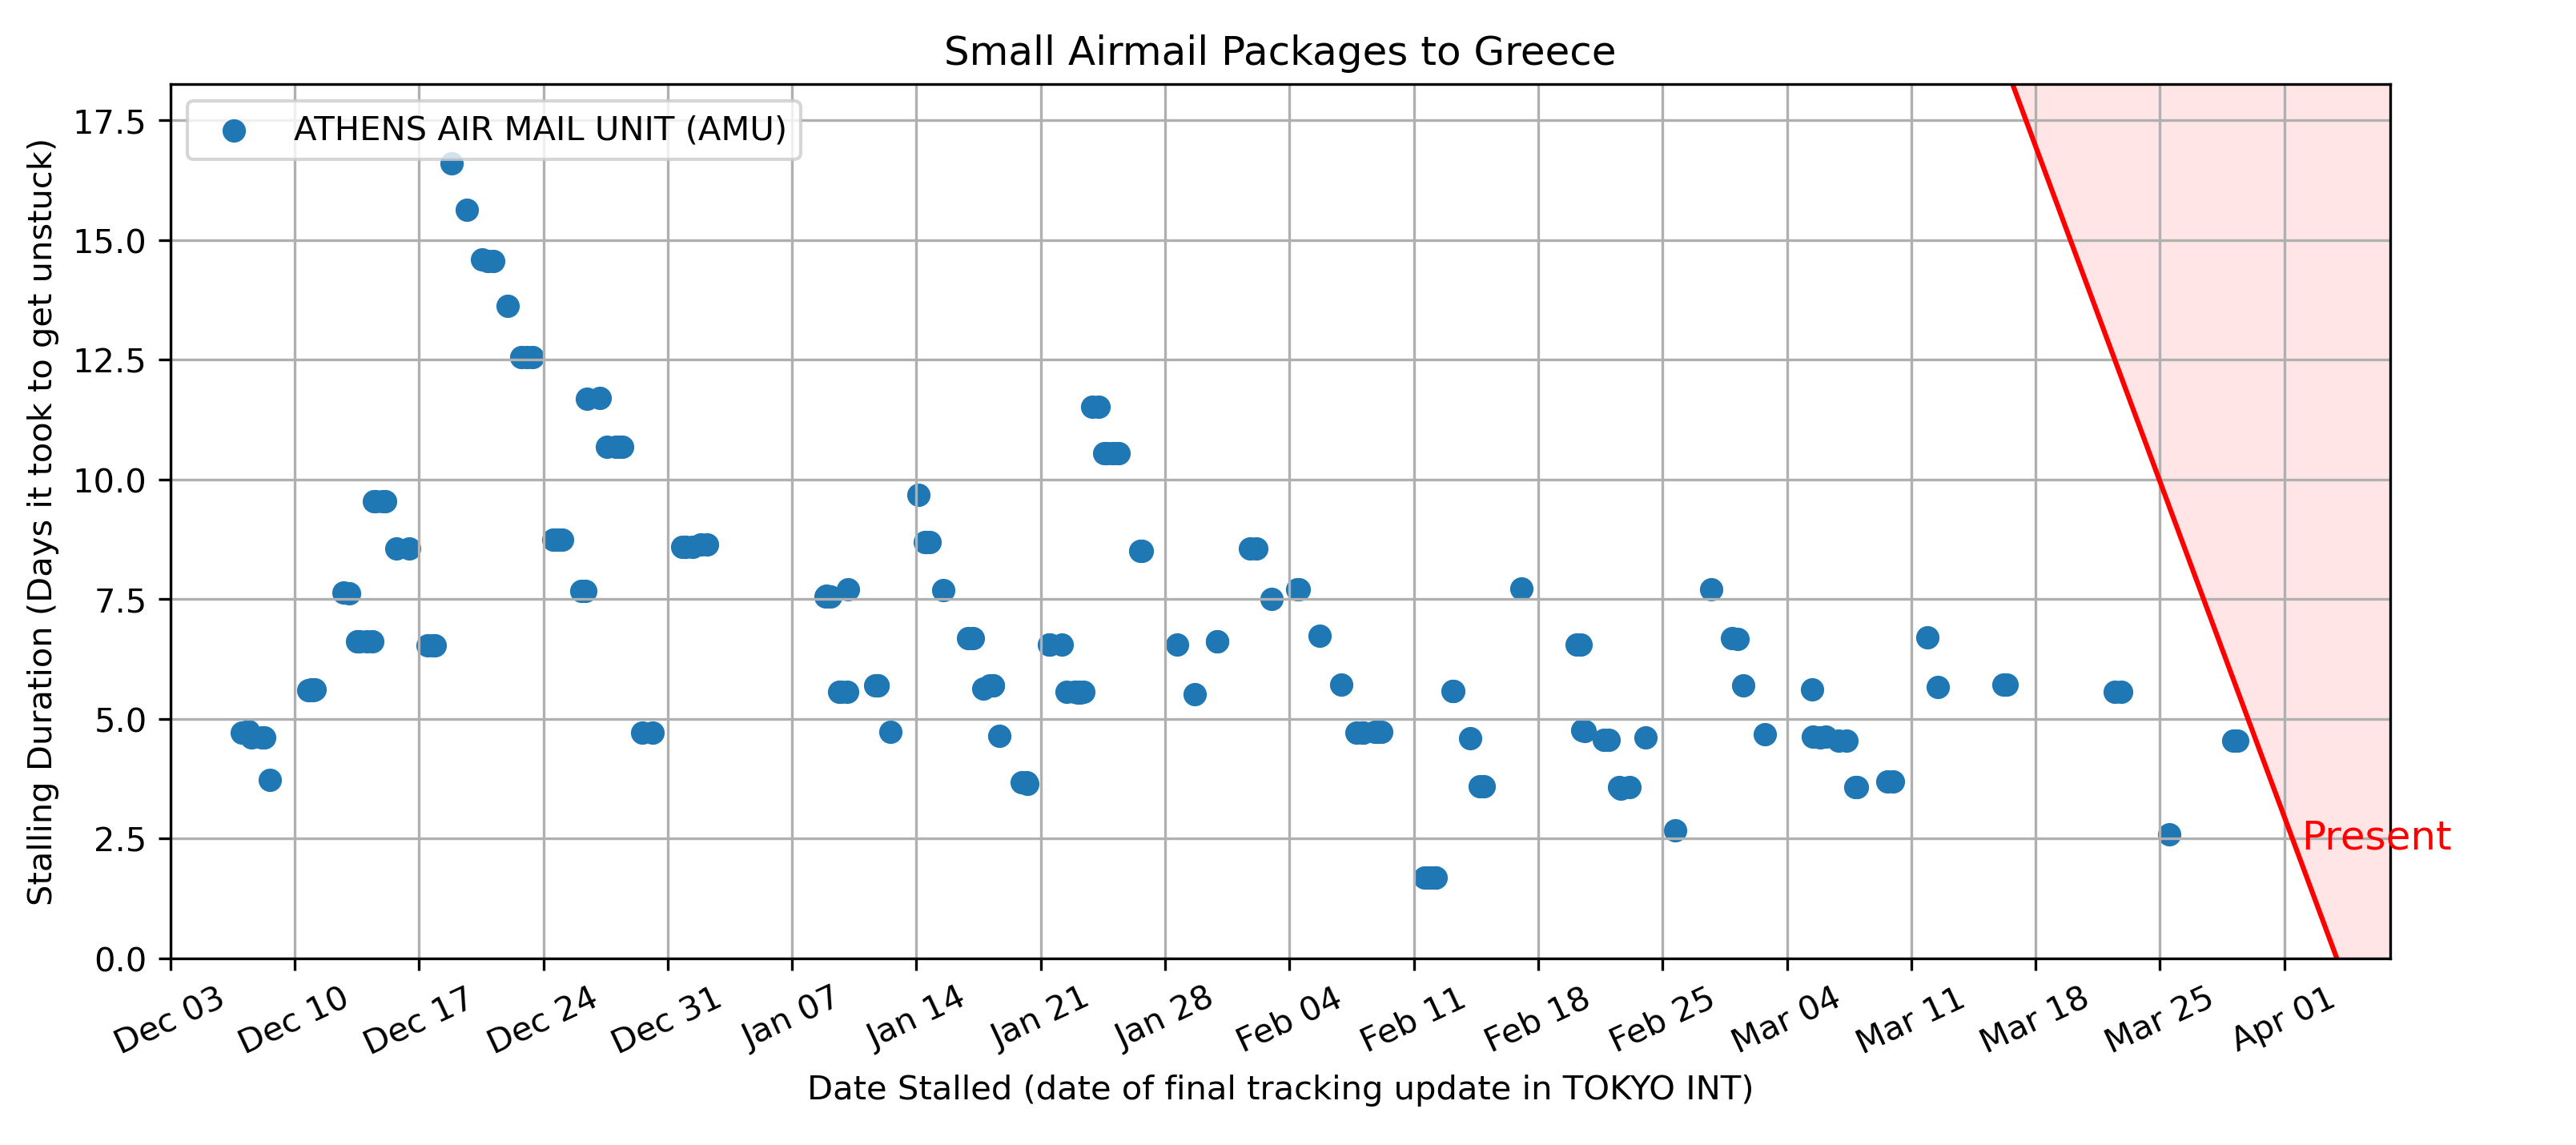 Small Airmail Packages to Greece
ATHENS AIR MAIL UNIT (AMU)
Stalling Duration (Days it took to get unstuck)
17.5
15.0
12.5
10.0
7.5
5.0
2.5
0.0
Present
Dec 03
Dec 10
Dec 17
Dec 24
Dec 31
Jan 07
Jan 14
Jan 21
Jan 28
Feb 04
Feb 11
Feb 18
Feb 25
Mar 04
Mar 11
Mar 18
Mar 25
Apr 01
Date Stalled (date of final tracking update in TOKYO INT)